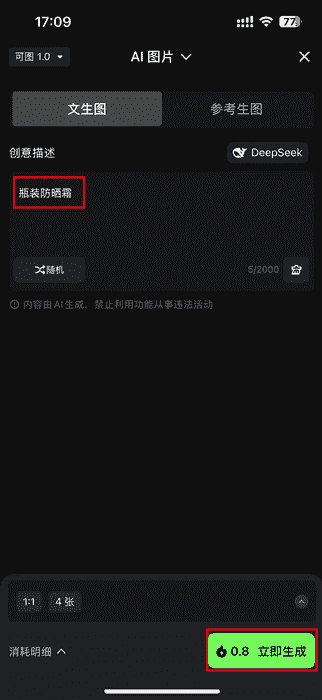 17:09
77
可图 1.0
AI 图片
文生图
参考生图
创意描述
DeepSeek
瓶装防晒霜
随机
5/2000
内容由AI生成，禁止利用功能从事违法活动
1:1
4 张
消耗明细
0.8 立即生成